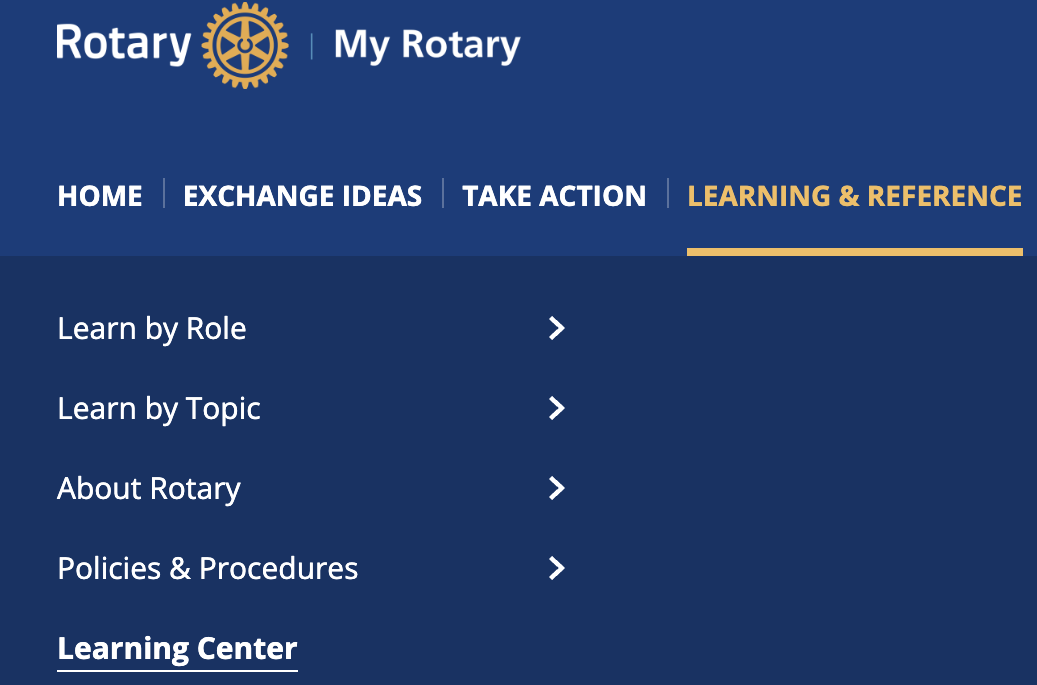 Rotary | My Rotary
HOME | EXCHANGE IDEAS | TAKE ACTION | LEARNING & REFERENCE
Learn by Role
Learn by Topic
About Rotary
Policies & Procedures
Learning Center